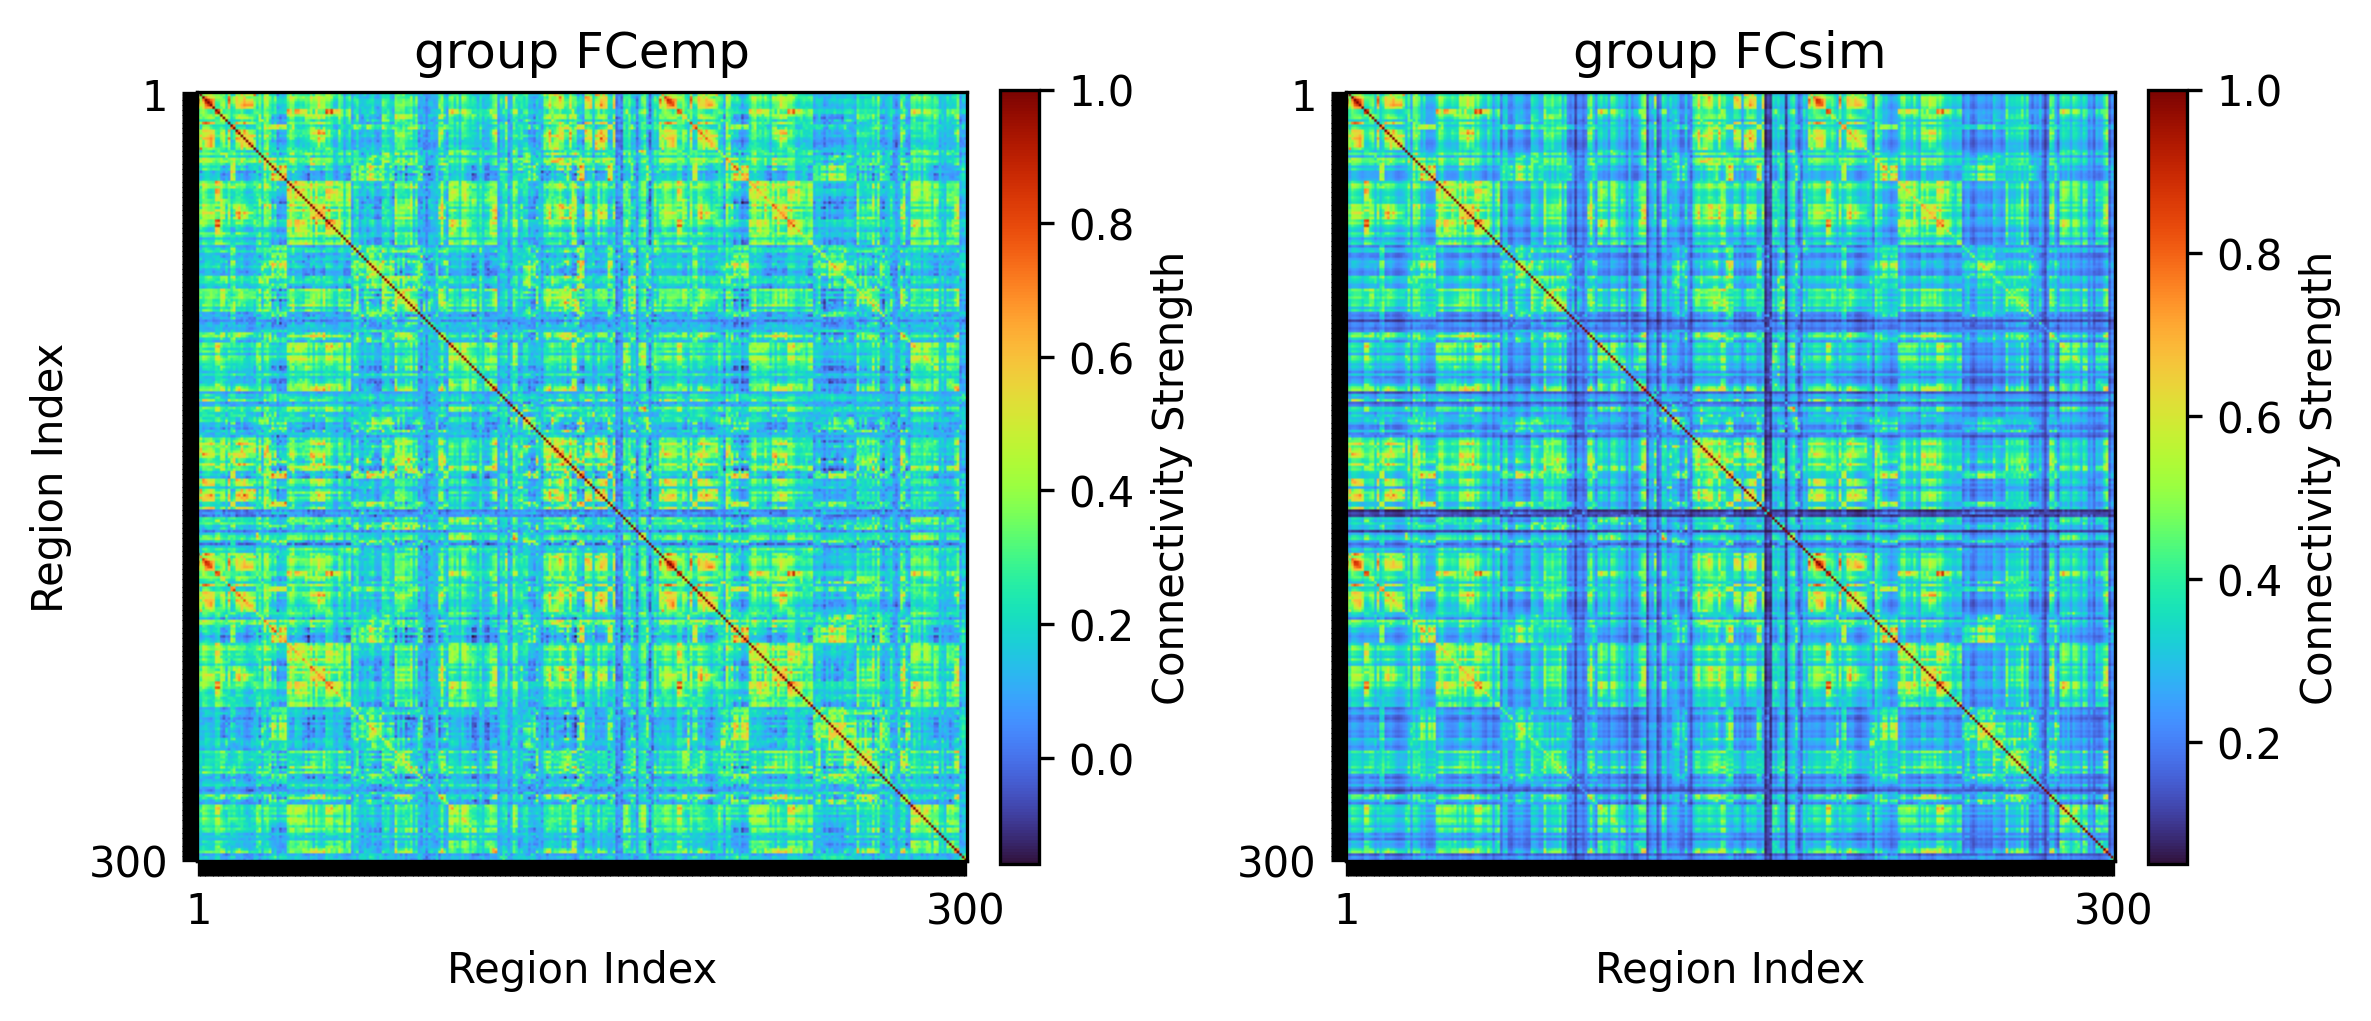 group FCemp
group FCsim
1
300
1
300
Region Index
Region Index
1.0
0.8
0.6
0.4
0.2
0.0
Connectivity Strength
1
300
1
300
Region Index
1.0
0.8
0.6
0.4
0.2
Connectivity Strength